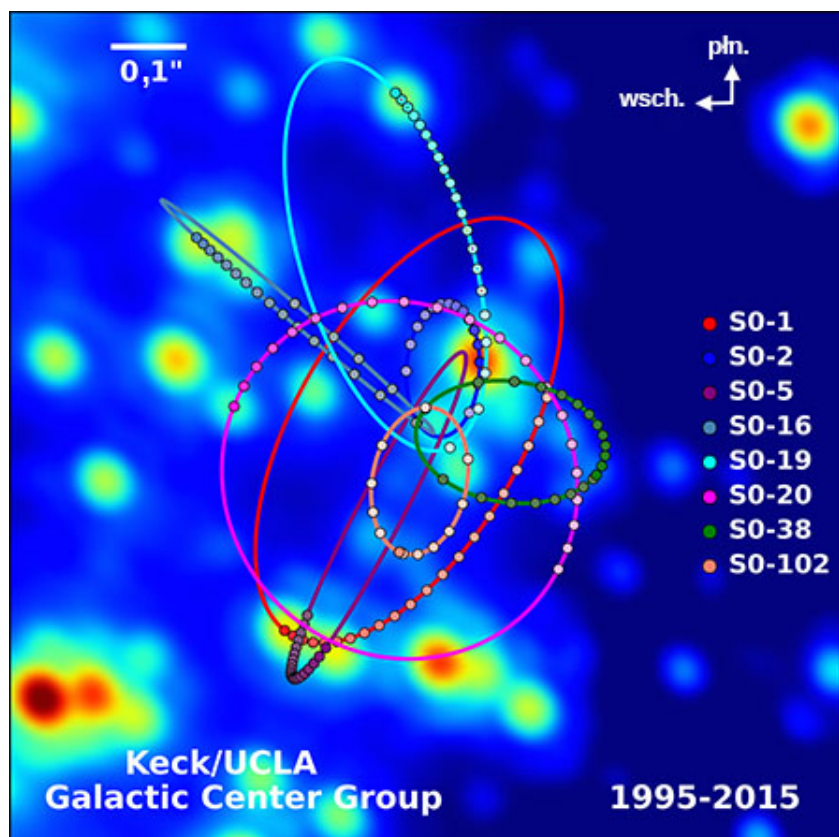 0,1"
płn.
wsch.
S0-1
S0-2
S0-5
S0-16
S0-19
S0-20
S0-38
S0-102
Keck/UCLA
Galactic Center Group
1995-2015